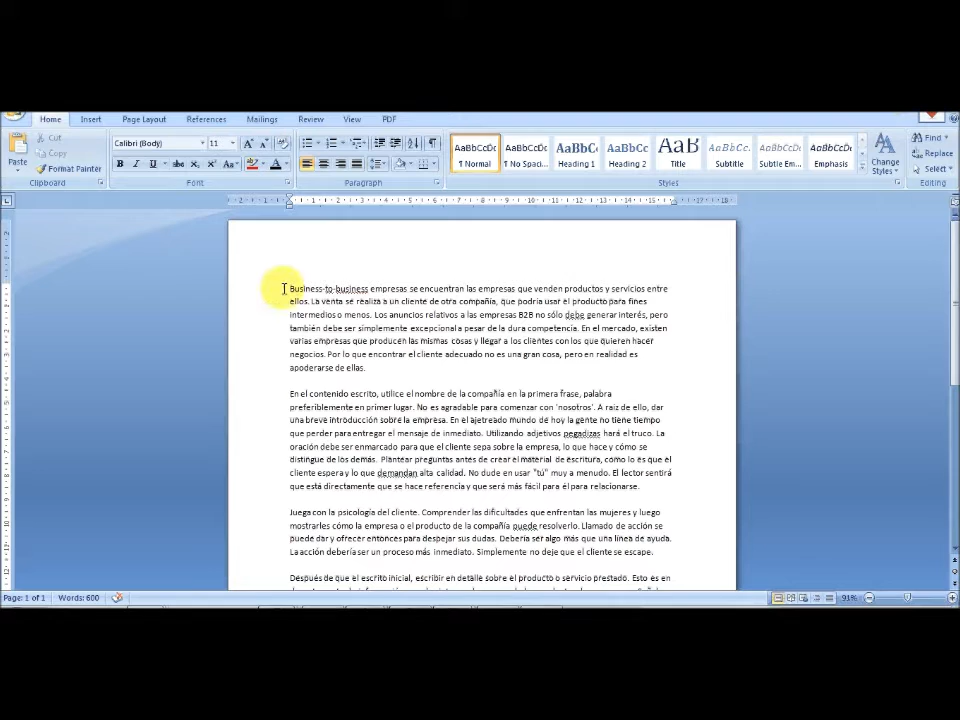 Home Insert Page Layout References Mailings Review View PDF
Cut
Copy
Format Painter
Paste
Clipboard
Calibri (Body) 11
Font
Paragraph
AaBbCcDc AaBbCcDc AaBbC AaBbCc AaB AaBbCc. AaBbCcDc AaBbCcDc
¶ Normal ¶ No Spaci... Heading 1 Heading 2 Title Subtitle Subtle Em... Emphasis
Change Styles
Styles
Find
Replace
Select
Editing
Business-to-business empresas se encuentran las empresas que venden productos y servicios entre
ellos. La venta se realiza a un cliente de otra compañía, que podría usar el producto para fines
intermedios o menos. Los anuncios relativos a las empresas B2B no sólo debe generar interés, pero
también debe ser simplemente excepcional a pesar de la dura competencia. En el mercado, existen
varias empresas que producen las mismas cosas y llegar a los clientes con los que quieren hacer
negocios. Por lo que encontrar el cliente adecuado no es una gran cosa, pero en realidad es
apoderarse de ellas.
En el contenido escrito, utilice el nombre de la compañía en la primera frase, palabra
preferiblemente en primer lugar. No es agradable para comenzar con 'nosotros'. A raíz de ello, dar
una breve introducción sobre la empresa. En el ajetreado mundo de hoy la gente no tiene tiempo
que perder para entregar el mensaje de inmediato. Utilizando adjetivos pegadizas hará el truco. La
oración debe ser enmarcado para que el cliente sepa sobre la empresa, lo que hace y cómo se
distingue de los demás. Plantear preguntas antes de crear el material de escritura, como lo es que el
cliente espera y lo que demandan alta calidad. No dude en usar "tú" muy a menudo. El lector sentirá
que está directamente que se hace referencia y que será más fácil para él para relacionarse.
Juega con la psicología del cliente. Comprender las dificultades que enfrentan las mujeres y luego
mostrarles cómo la empresa o el producto de la compañía puede resolverlo. Llamado de acción se
puede dar y ofrecer entonces para despejar sus dudas. Debería ser algo más que una línea de ayuda.
La acción debería ser un proceso más inmediato. Simplemente no deje que el cliente se escape.
Después de que el escrito inicial, escribir en detalle sobre el producto o servicio prestado. Esto es en
Page: 1 of 1 Words: 600 93%